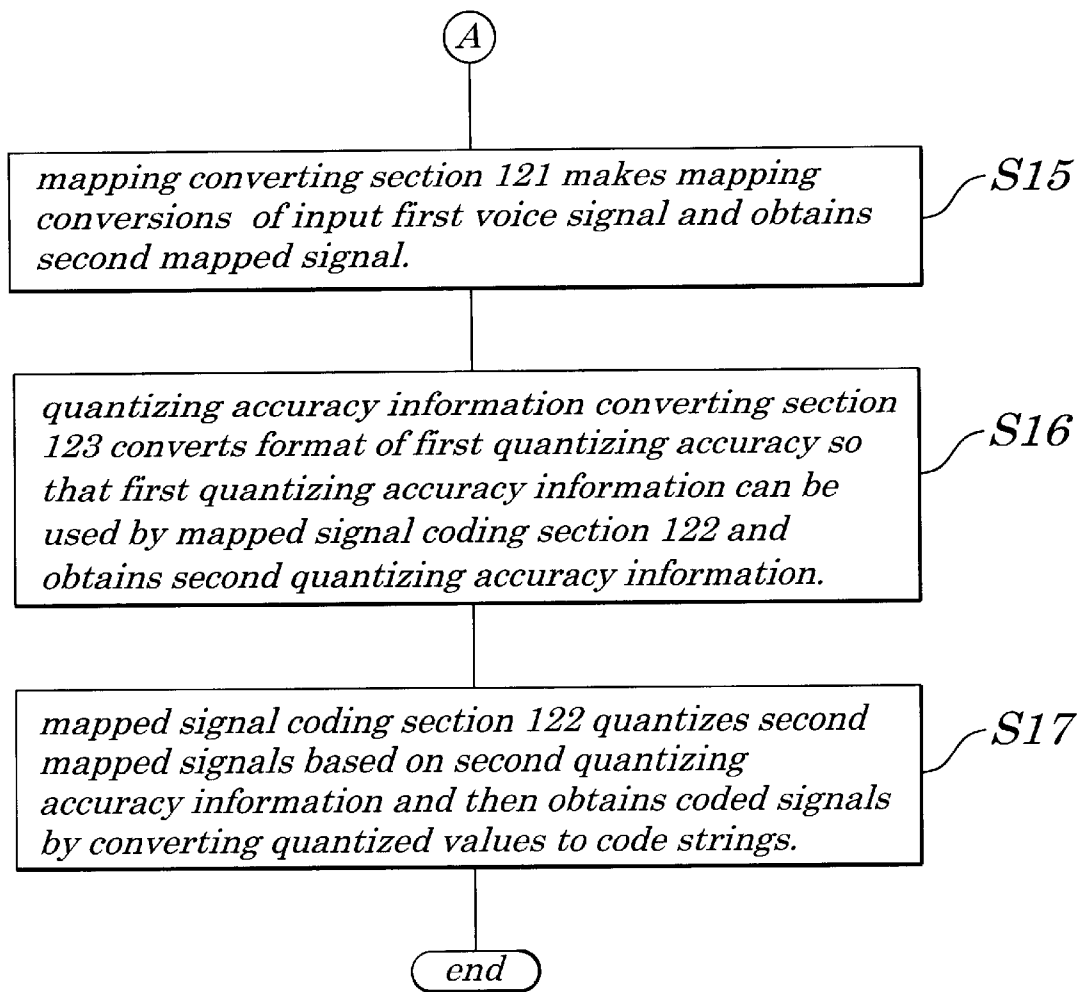 A
mapping converting section 121 makes mapping
conversions of input first voice signal and obtains
second mapped signal.
S15
quantizing accuracy information converting section
123 converts format of first quantizing accuracy so
that first quantizing accuracy information can be
used by mapped signal coding section 122 and
obtains second quantizing accuracy information.
S16
mapped signal coding section 122 quantizes second
mapped signals based on second quantizing
accuracy information and then obtains coded signals
by converting quantized values to code strings.
S17
end